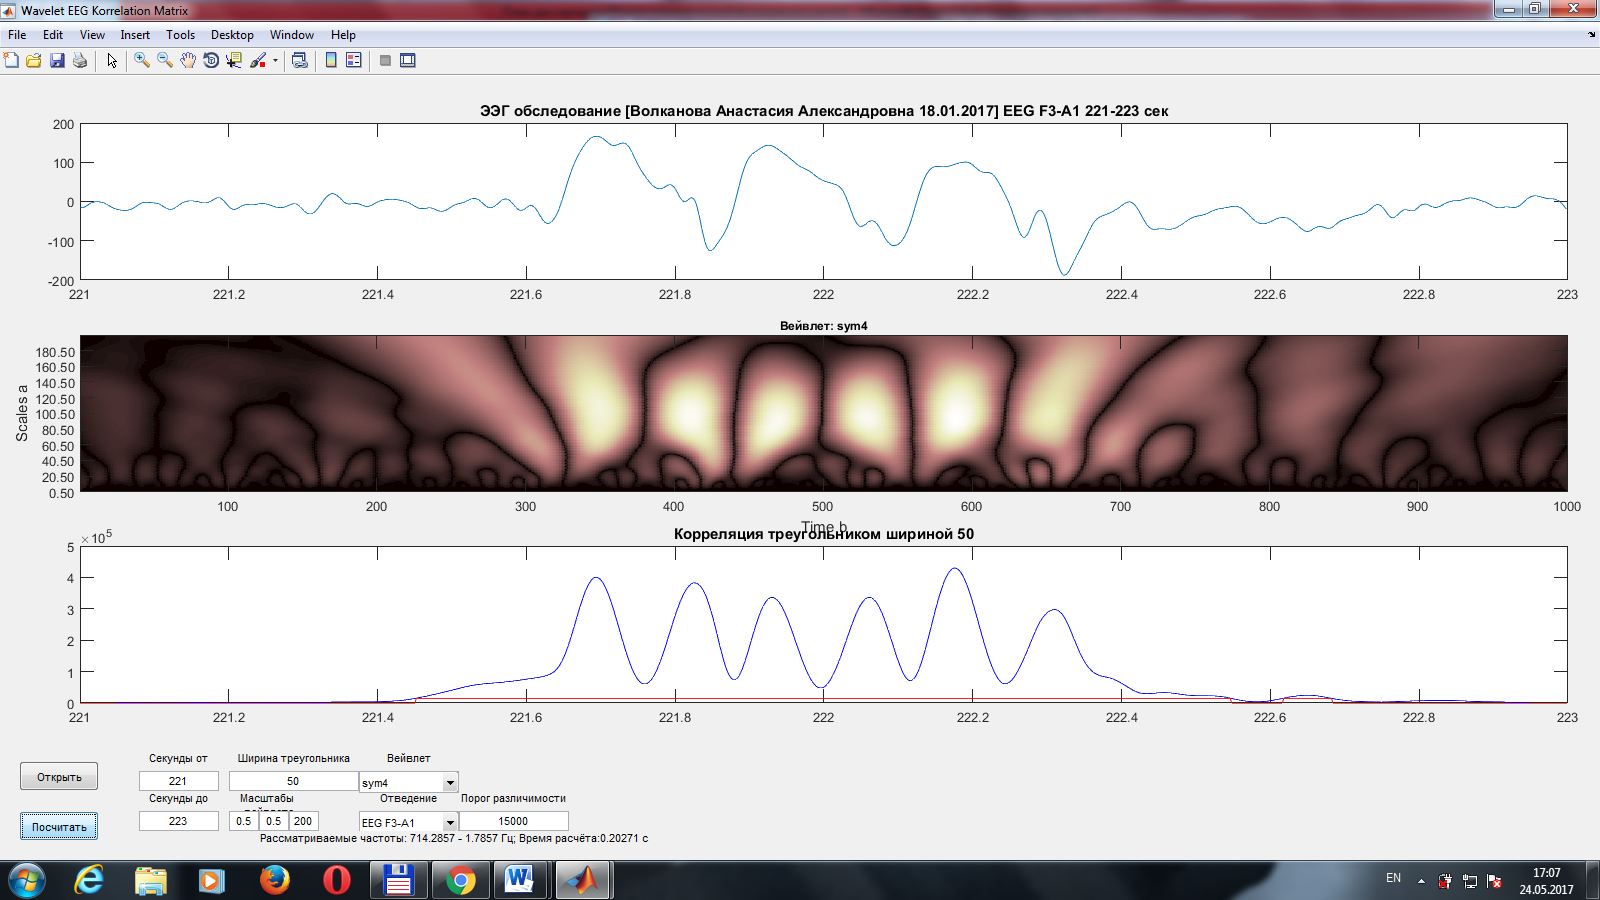 Wavelet EEG Korrelation Matrix
File Edit View Insert Tools Desktop Window Help
ЭЭГ обследование [Волканова Анастасия Александровна 18.01.2017] EEG F3-A1 221-223 сек
200
100
0
-100
-200
221 221.2 221.4 221.6 221.8 222 222.2 222.4 222.6 222.8 223
Вейвлет: sym4
Scales a
180.50
160.50
140.50
120.50
100.50
80.50
60.50
40.50
20.50
0.50
100 200 300 400 500 600 700 800 900 1000
Time b
Корреляция треугольником шириной 50
×10^5
5
4
3
2
1
0
221 221.2 221.4 221.6 221.8 222 222.2 222.4 222.6 222.8 223
Открыть
Секунды от Ширина треугольника Вейвлет
221 50 sym4
Секунды до Масштабы Отведение Порог различимости
Посчитать
223 0.5 0.5 200 EEG F3-A1 15000
Рассматриваемые частоты: 714.2857 - 1.7857 Гц; Время расчёта:0.20271 с
EN
17:07
24.05.2017